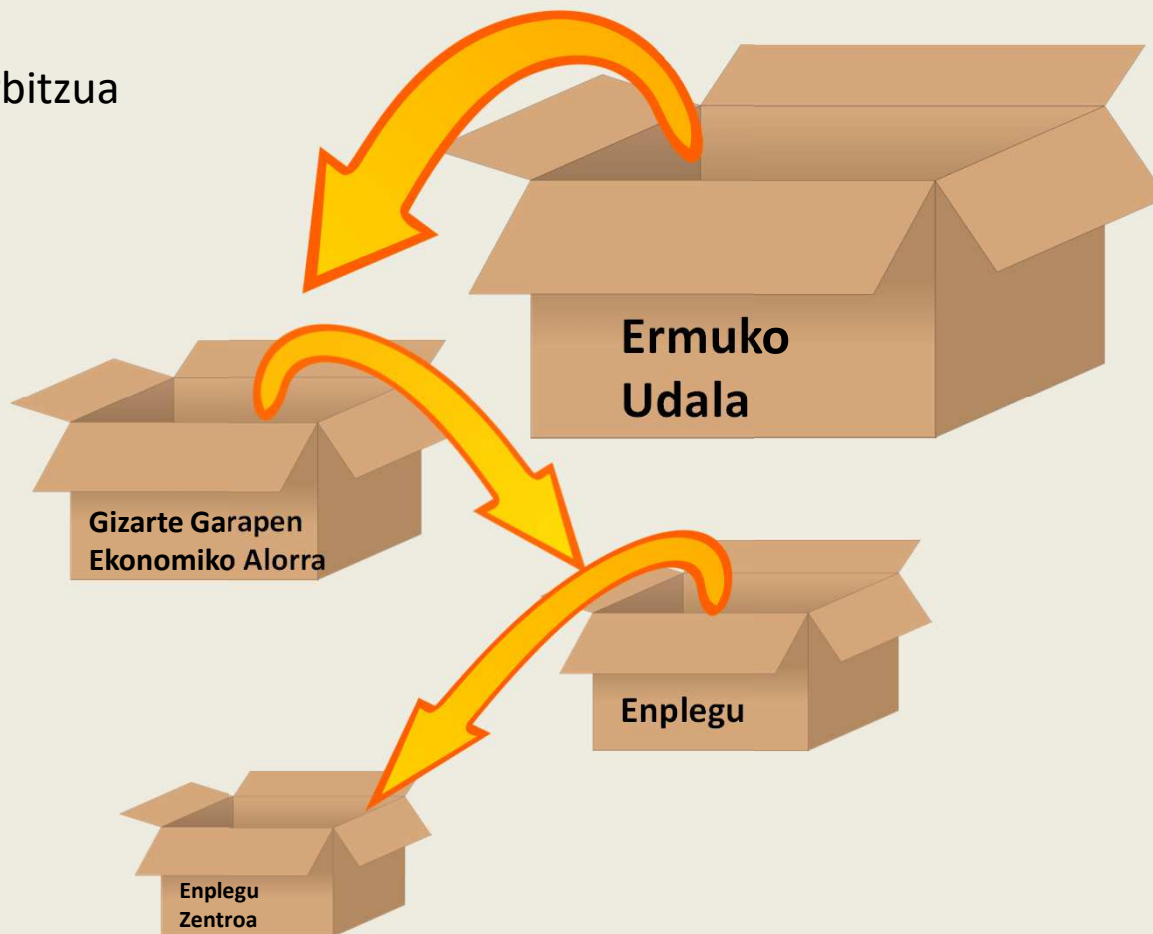 bitzua
Ermuko
Udala
Gizarte Garapen
Ekonomiko Alorra
Enplegu
Enplegu
Zentroa